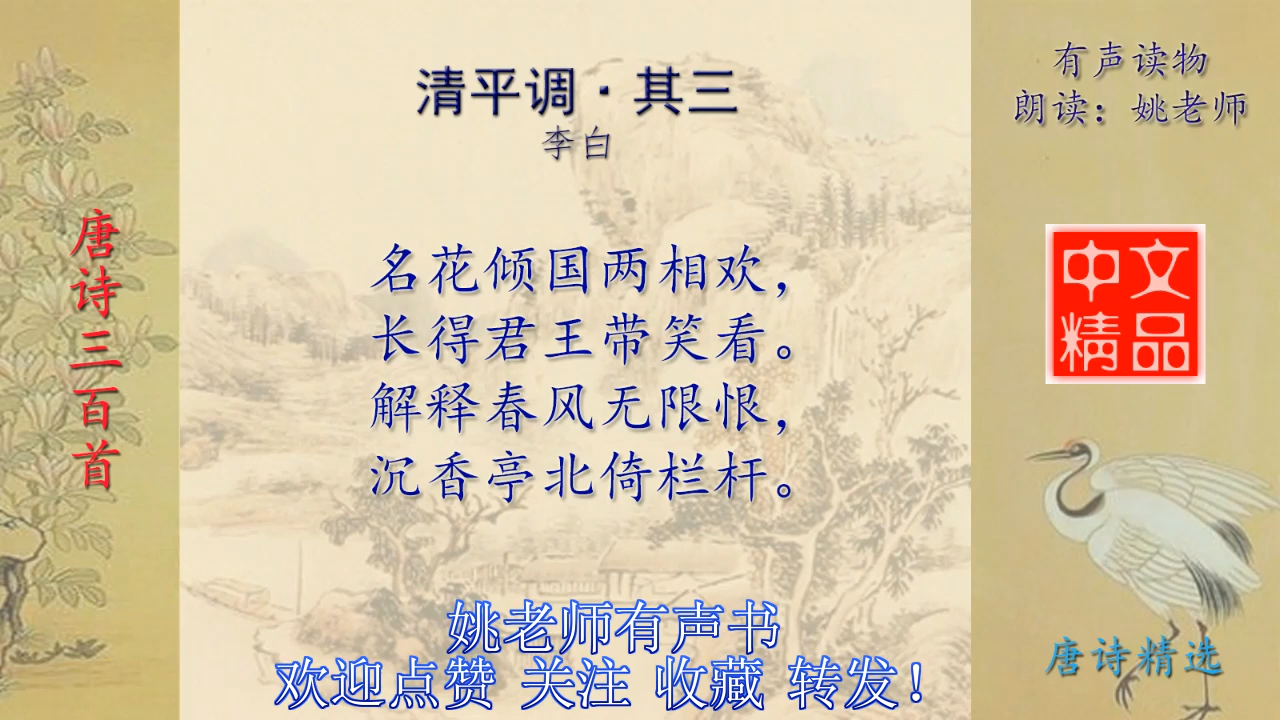 清平调·其三
李白
名花倾国两相欢，
长得君王带笑看。
解释春风无限恨，
沉香亭北倚栏杆。
唐诗三百首
有声读物
朗读：姚老师
中文
精品
唐诗精选
姚老师有声书
欢迎点赞 关注 收藏 转发！